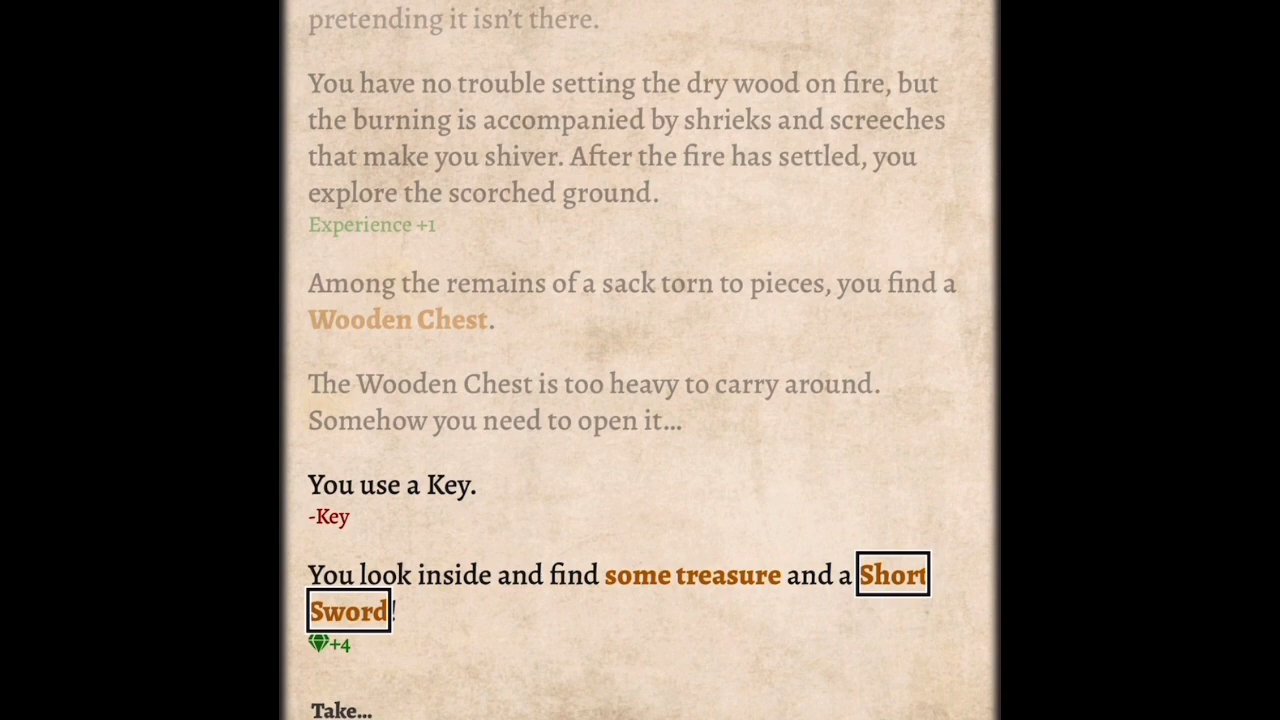 pretending it isn’t there.
You have no trouble setting the dry wood on fire, but
the burning is accompanied by shrieks and screeches
that make you shiver. After the fire has settled, you
explore the scorched ground.
Experience +1
Among the remains of a sack torn to pieces, you find a
Wooden Chest.
The Wooden Chest is too heavy to carry around.
Somehow you need to open it...
You use a Key.
-Key
You look inside and find some treasure and a Short
Sword!
+4
Take...